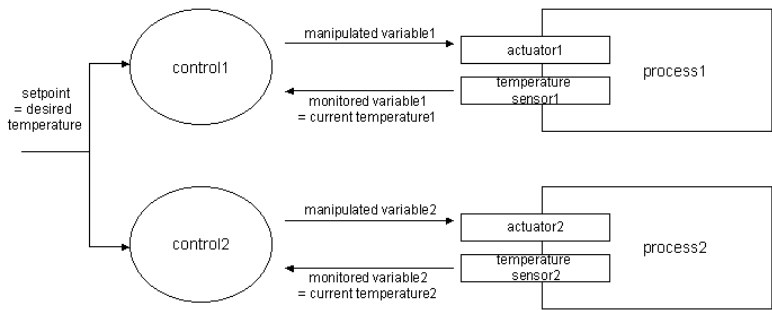 manipulated variable1
actuator1
control1
process1
setpoint
= desired
temperature
temperature
sensor1
monitored variable1
= current temperature1
manipulated variable2
actuator2
control2
process2
temperature
sensor2
monitored variable2
= current temperature2